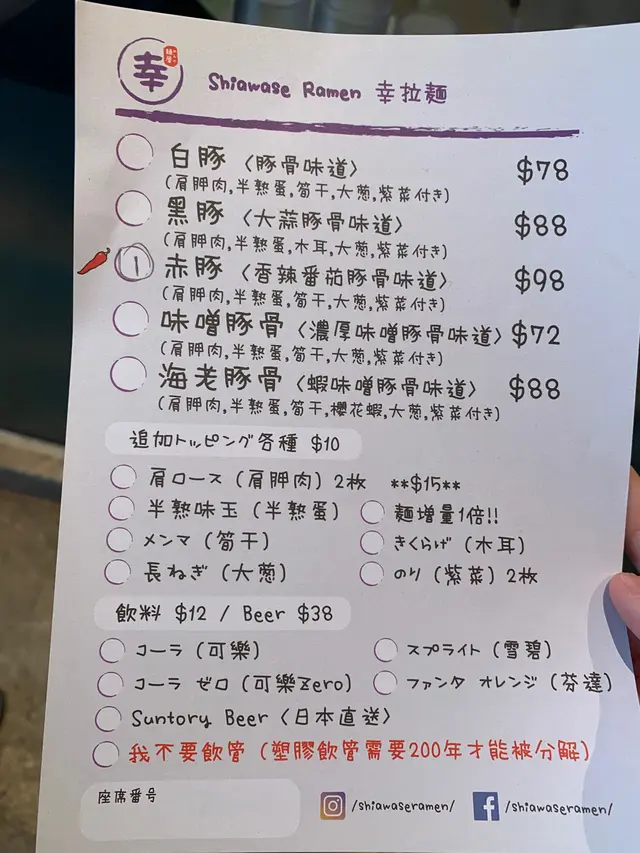 幸
Shiawase Ramen 幸拉麵
白豚〈豚骨味道〉 $78
(肩胛肉,半熟蛋,筍干,大葱,紫菜付き)
黑豚〈大蒜豚骨味道〉 $88
(肩胛肉,半熟蛋,木耳,大葱,紫菜付き)
1 赤豚〈香辣番茄豚骨味道〉 $98
(肩胛肉,半熟蛋,筍干,大葱,紫菜付き)
味噌豚骨〈濃厚味噌豚骨味道〉 $72
(肩胛肉,半熟蛋,筍干,大葱,紫菜付き)
海老豚骨〈蝦味噌豚骨味道〉 $88
(肩胛肉,半熟蛋,筍干,櫻花蝦,大葱,紫菜付き)
追加トッピング各種 $10
肩ロース (肩胛肉) 2枚 **$15**
半熟味玉 (半熟蛋) 麵增量1倍!!
メンマ (筍干) きくらげ (木耳)
長ねぎ (大葱) のり (紫菜) 2枚
飲料 $12 / Beer $38
コーラ (可樂) スプライト (雪碧)
コーラ ゼロ (可樂Zero) ファンタ オレンジ (芬達)
Suntory Beer〈日本直送〉
我不要飲管 (塑膠飲管需要200年才能被分解)
座席番号
/shiawaseramen/ /shiawaseramen/